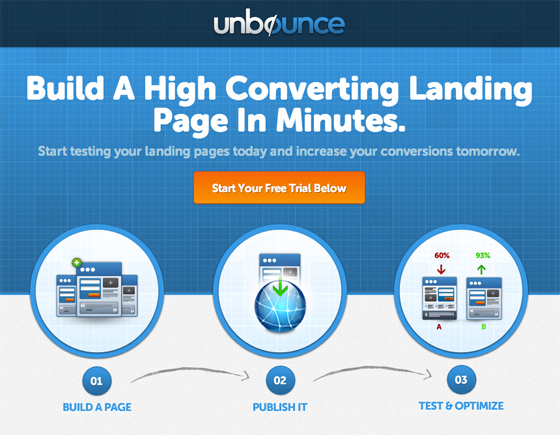 unbounce
Build A High Converting Landing
Page In Minutes.
Start testing your landing pages today and increase your conversions tomorrow.
Start Your Free Trial Below
60% 93%
A B
01 02 03
BUILD A PAGE PUBLISH IT TEST & OPTIMIZE